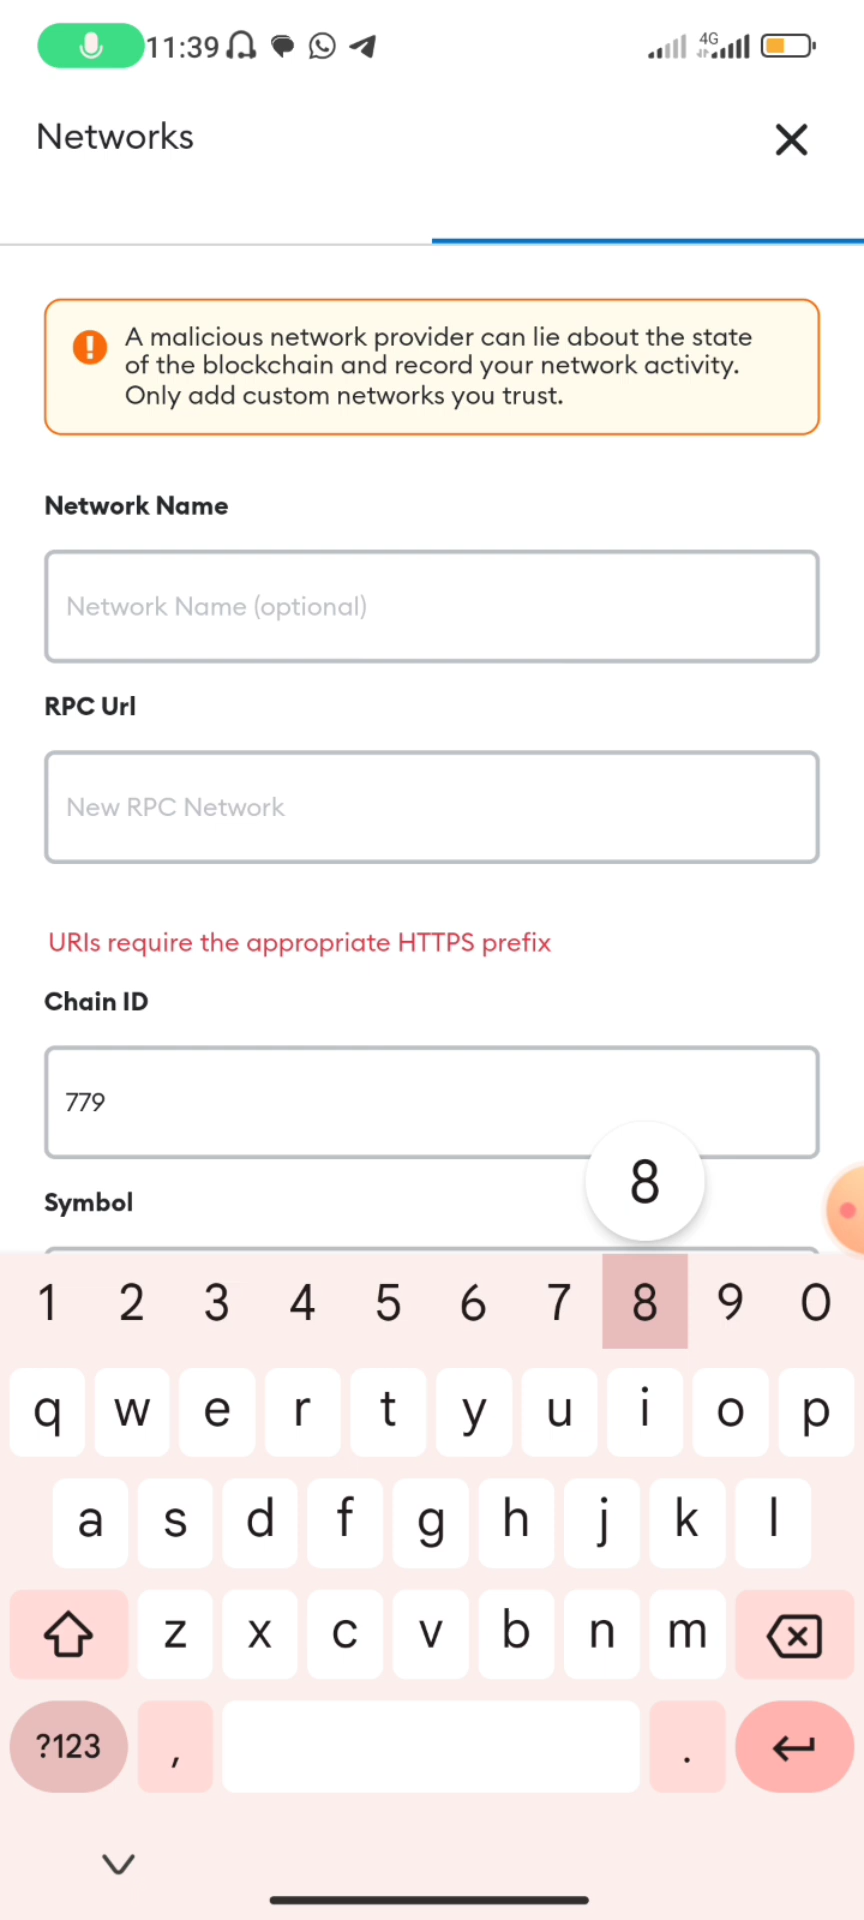 11:39
4G
Networks
A malicious network provider can lie about the state
of the blockchain and record your network activity.
Only add custom networks you trust.
Network Name
Network Name (optional)
RPC Url
New RPC Network
URIs require the appropriate HTTPS prefix
Chain ID
779
8
Symbol
1 2 3 4 5 6 7 8 9 0
q w e r t y u i o p
a s d f g h j k l
z x c v b n m
?123 , .